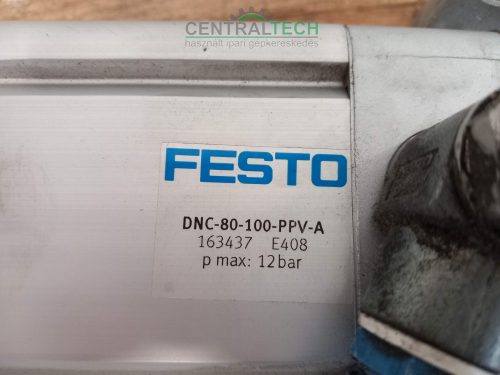 CENTRALTECH
használt ipari gépkereskedés
FESTO
DNC-80-100-PPV-A
163437 E408
p max: 12bar